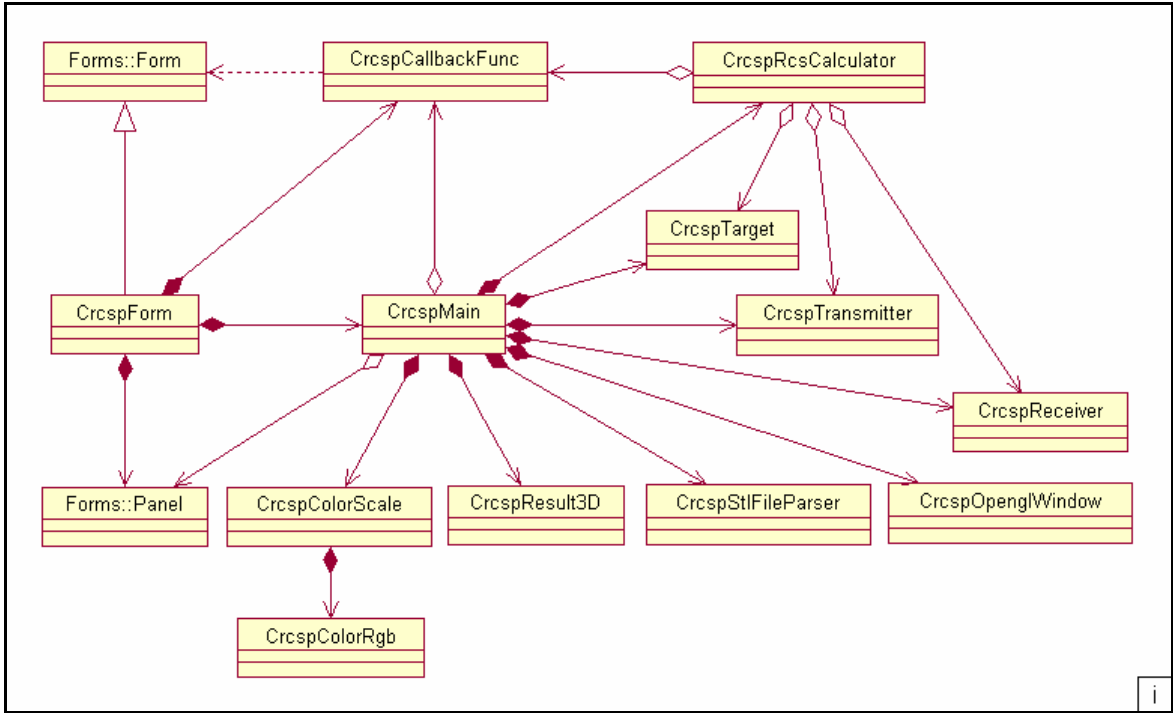 Forms::Form
CrcspCallbackFunc
CrcspRcsCalculator
CrcspTarget
CrcspForm
CrcspMain
CrcspTransmitter
CrcspReceiver
Forms::Panel
CrcspColorScale
CrcspResult3D
CrcspStlFileParser
CrcspOpenglWindow
CrcspColorRgb
i